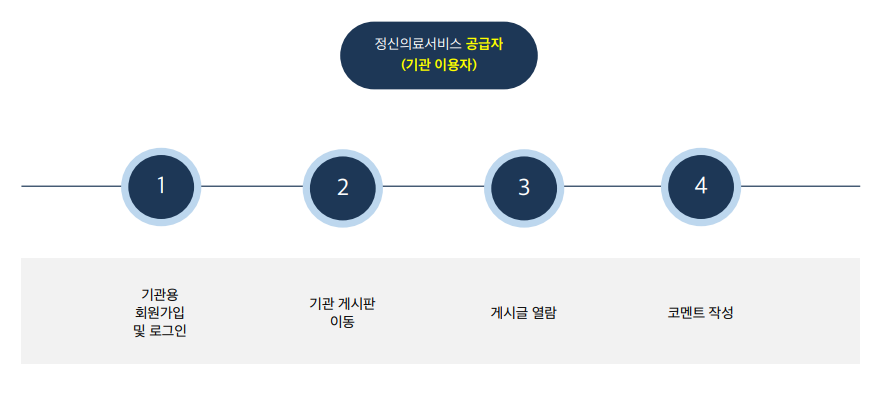 정신의료서비스 공급자
(기관 이용자)
1
2
3
4
기관용
회원가입
및 로그인
기관 게시판
이동
게시글 열람
코멘트 작성